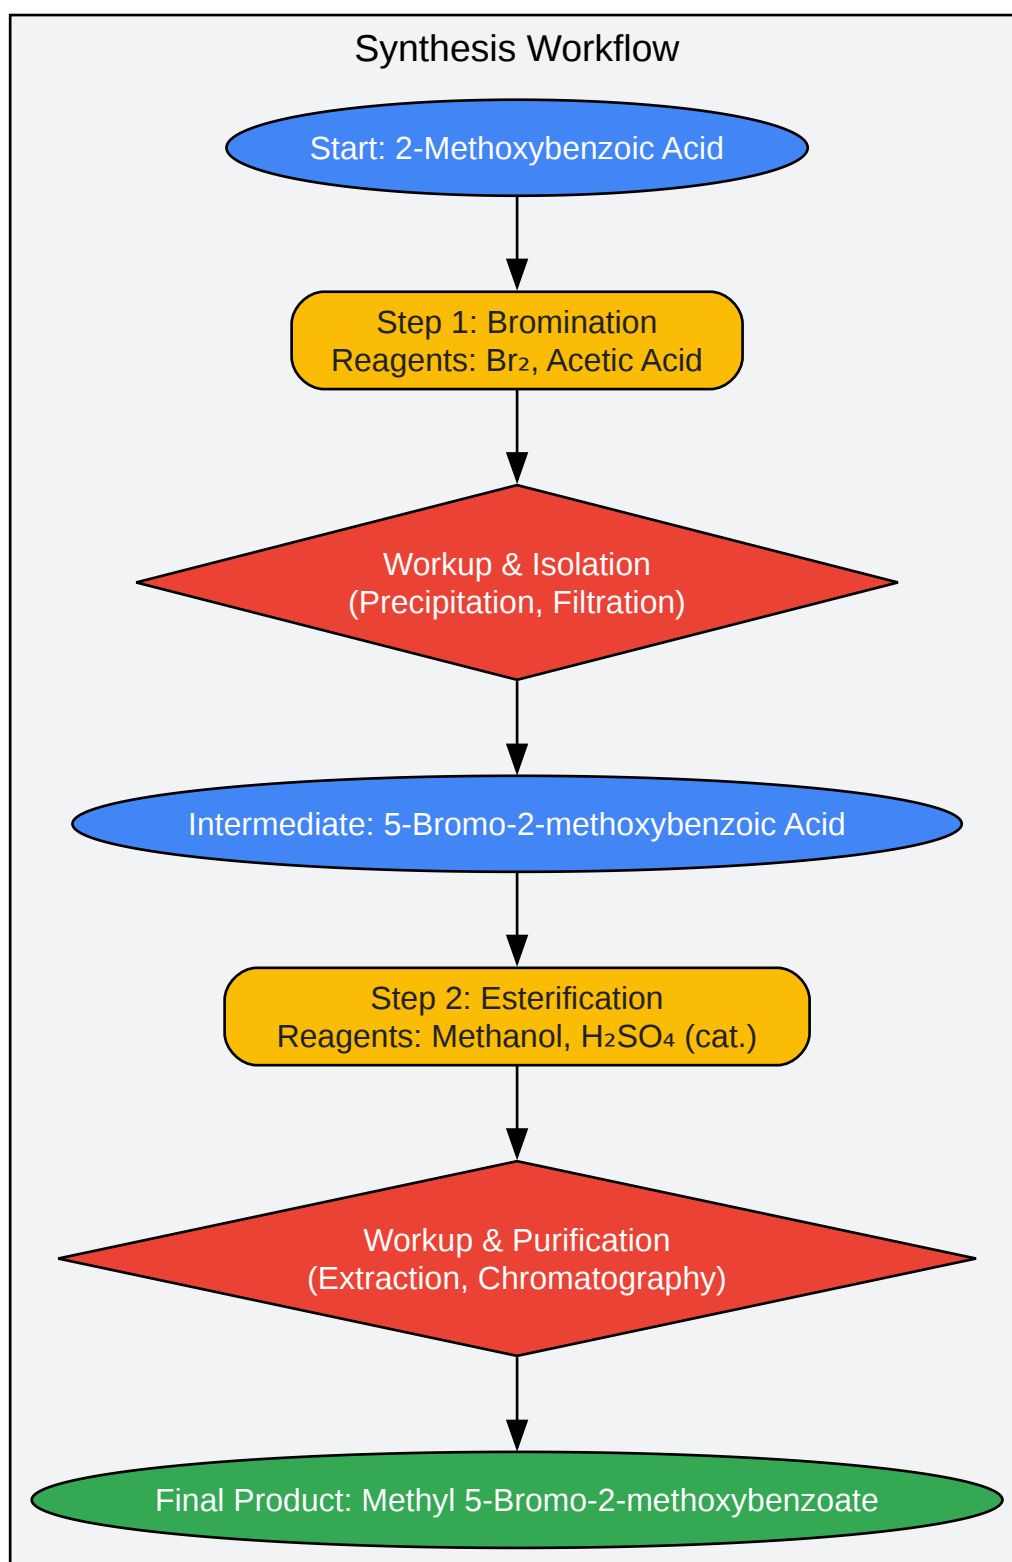 Synthesis Workflow
Start: 2-Methoxybenzoic Acid
Step 1: Bromination
Reagents: Br₂, Acetic Acid
Workup & Isolation
(Precipitation, Filtration)
Intermediate: 5-Bromo-2-methoxybenzoic Acid
Step 2: Esterification
Reagents: Methanol, H₂SO₄ (cat.)
Workup & Purification
(Extraction, Chromatography)
Final Product: Methyl 5-Bromo-2-methoxybenzoate